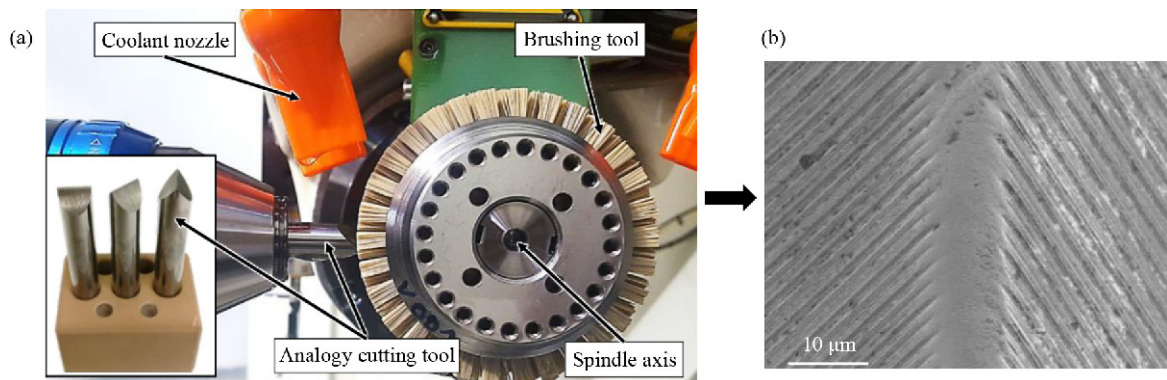 (a)
Coolant nozzle
Brushing tool
Analogy cutting tool
Spindle axis
(b)
10 μm